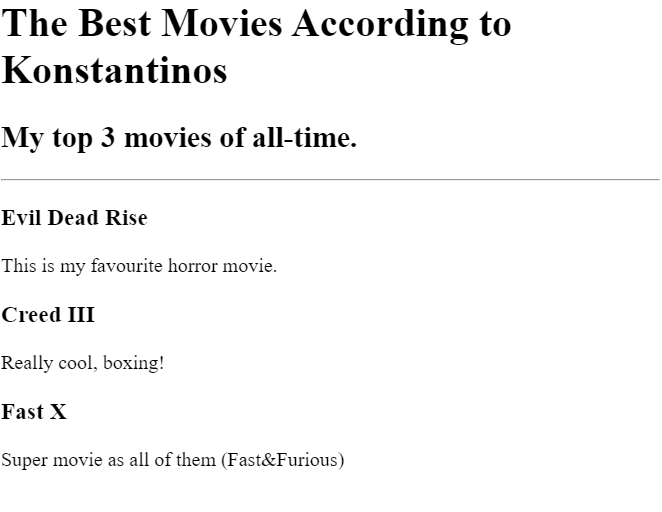 The Best Movies According to
Konstantinos
My top 3 movies of all-time.
Evil Dead Rise
This is my favourite horror movie.
Creed III
Really cool, boxing!
Fast X
Super movie as all of them (Fast&Furious)